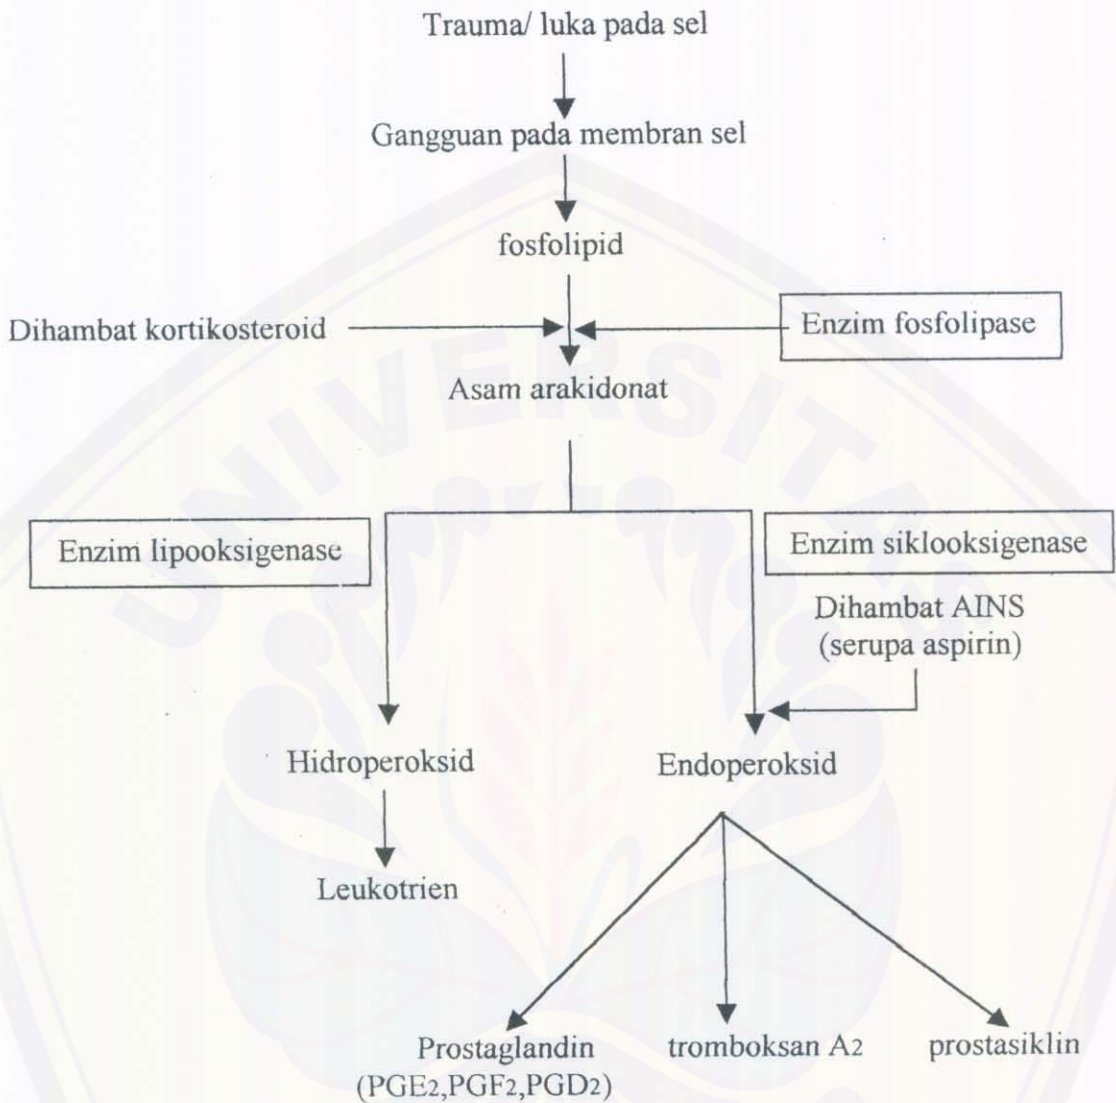 Trauma/ luka pada sel
Gangguan pada membran sel
fosfolipid
Dihambat kortikosteroid
Enzim fosfolipase
Asam arakidonat
Enzim lipooksigenase
Enzim siklooksigenase
Dihambat AINS
(serupa aspirin)
Hidroperoksid
Endoperoksid
Leukotrien
Prostaglandin
(PGE2,PGF2,PGD2)
tromboksan A2
prostasiklin
UNIVERSITAS